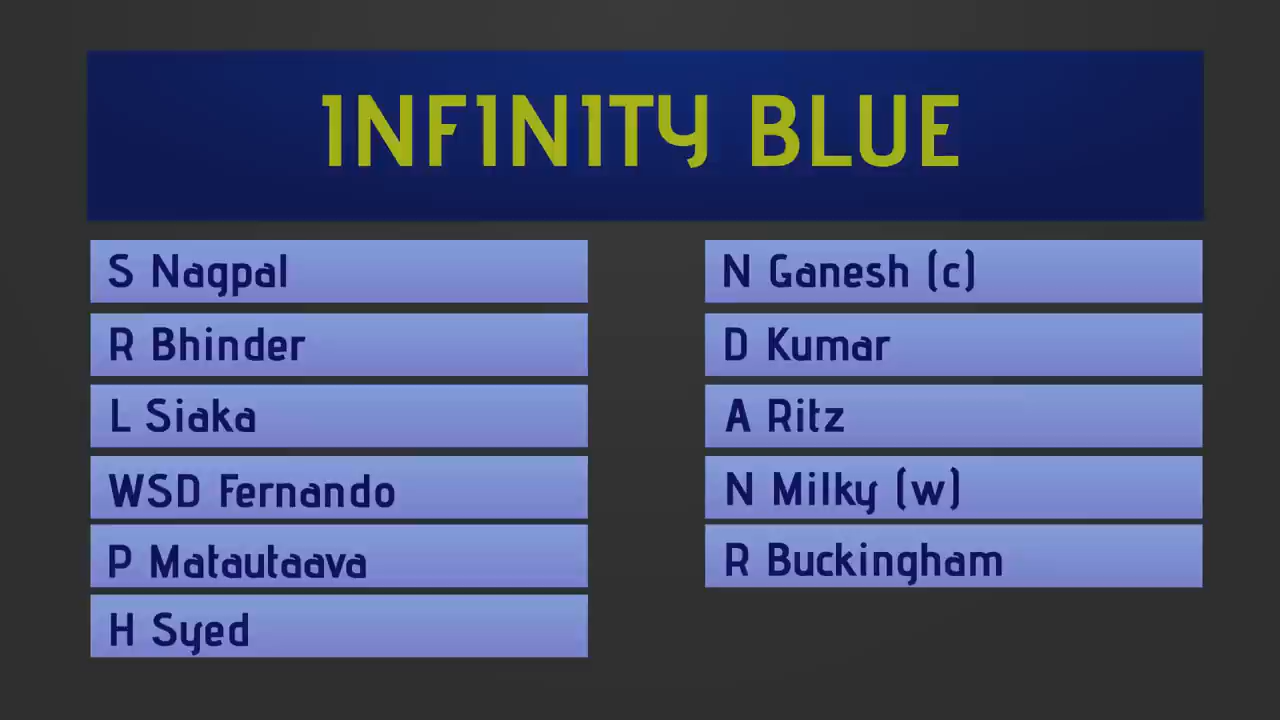 INFINITY BLUE
S Nagpal
R Bhinder
L Siaka
WSD Fernando
P Matautaava
H Syed
N Ganesh (c)
D Kumar
A Ritz
N Milky (w)
R Buckingham